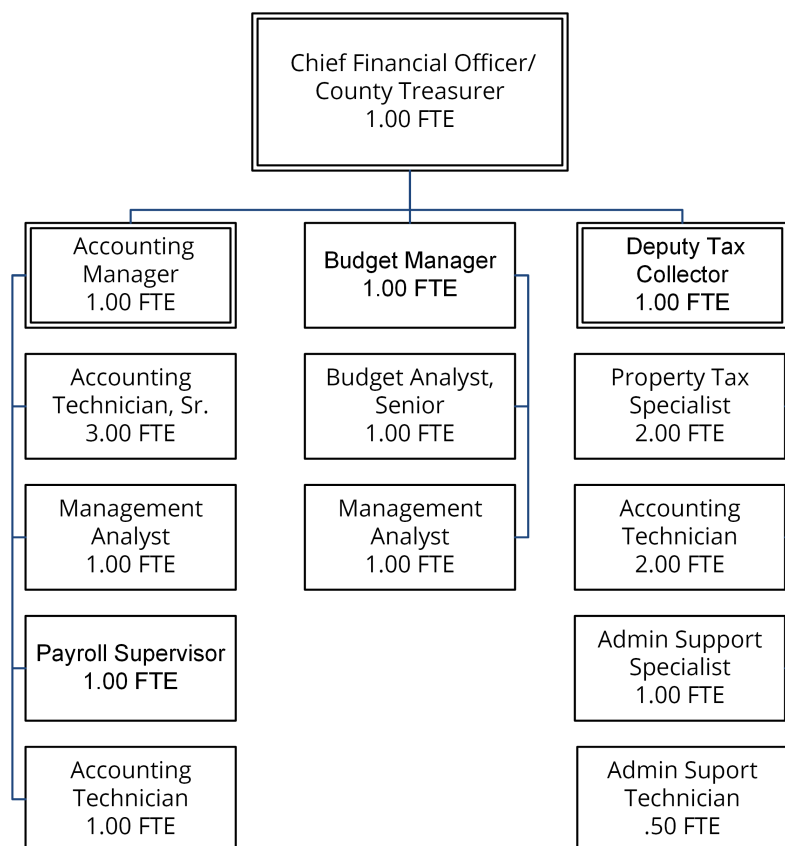 Chief Financial Officer/
County Treasurer
1.00 FTE
Accounting
Manager
1.00 FTE
Budget Manager
1.00 FTE
Deputy Tax
Collector
1.00 FTE
Accounting
Technician, Sr.
3.00 FTE
Budget Analyst,
Senior
1.00 FTE
Property Tax
Specialist
2.00 FTE
Management
Analyst
1.00 FTE
Management
Analyst
1.00 FTE
Accounting
Technician
2.00 FTE
Payroll Supervisor
1.00 FTE
Admin Support
Specialist
1.00 FTE
Accounting
Technician
1.00 FTE
Admin Suport
Technician
.50 FTE